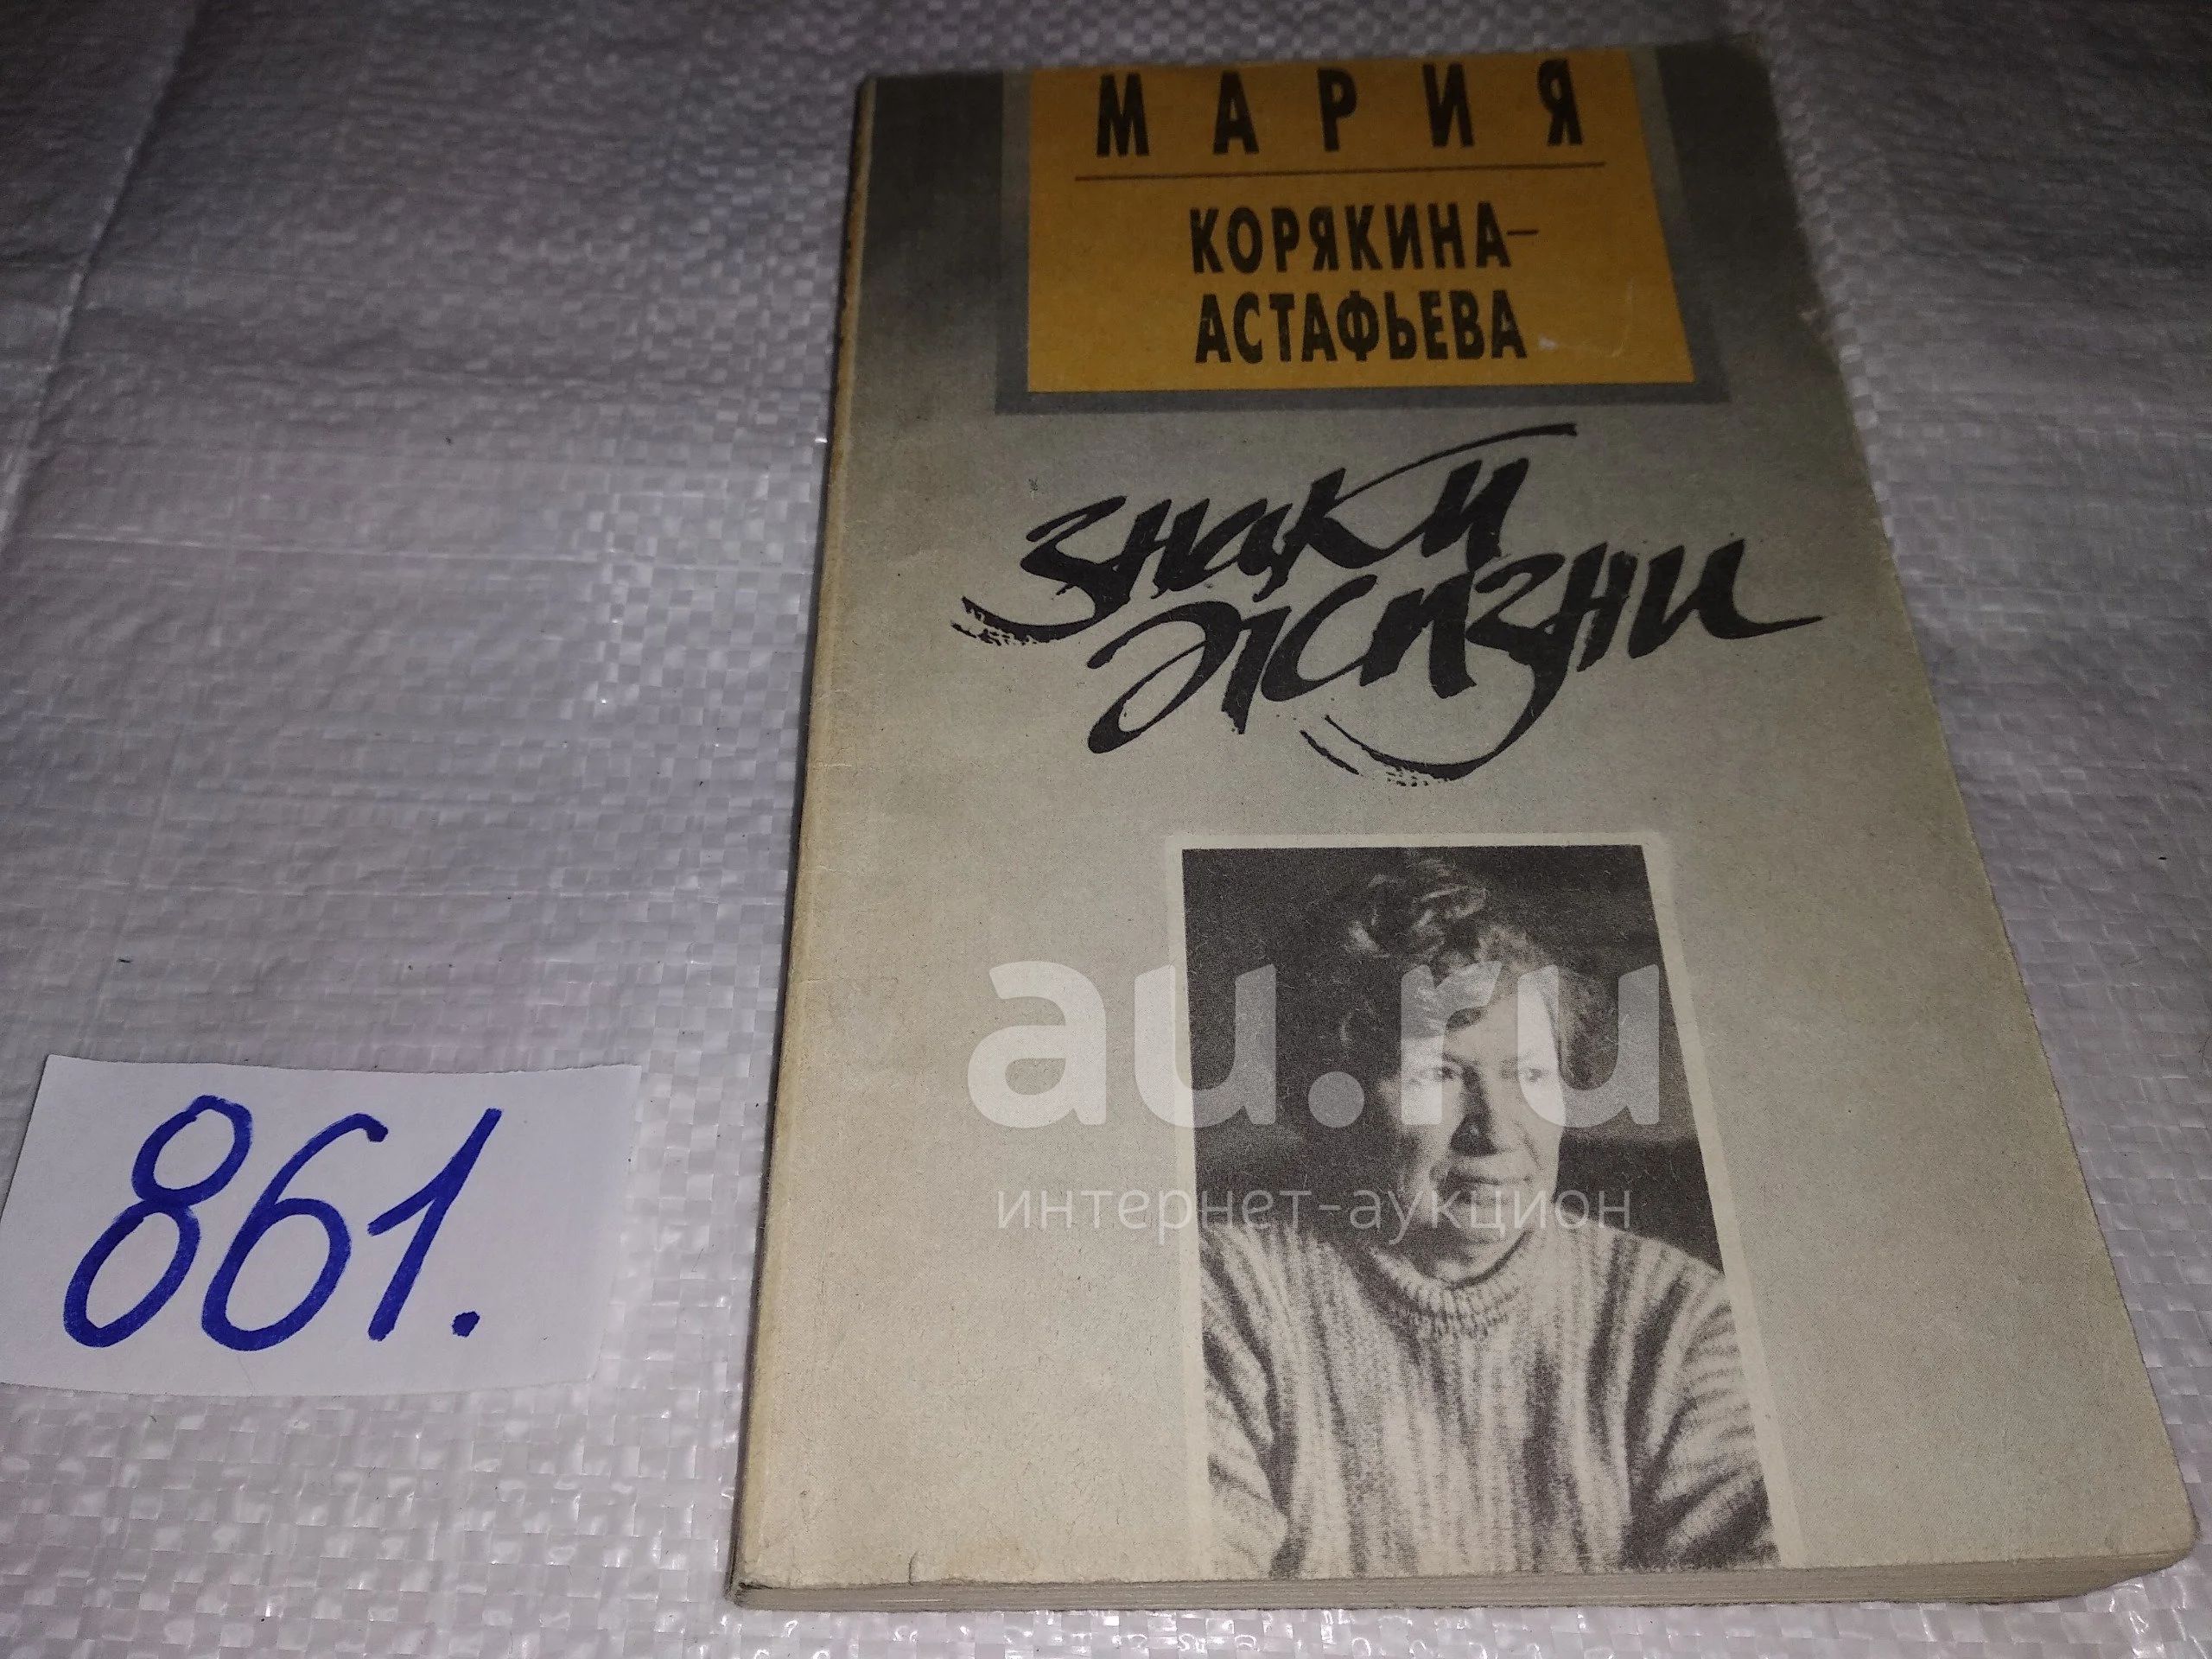 МАРИЯ
КОРЯКИНА-
АСТАФЬЕВА
знаки
жизни
au.ru
интернет-аукцион
861.